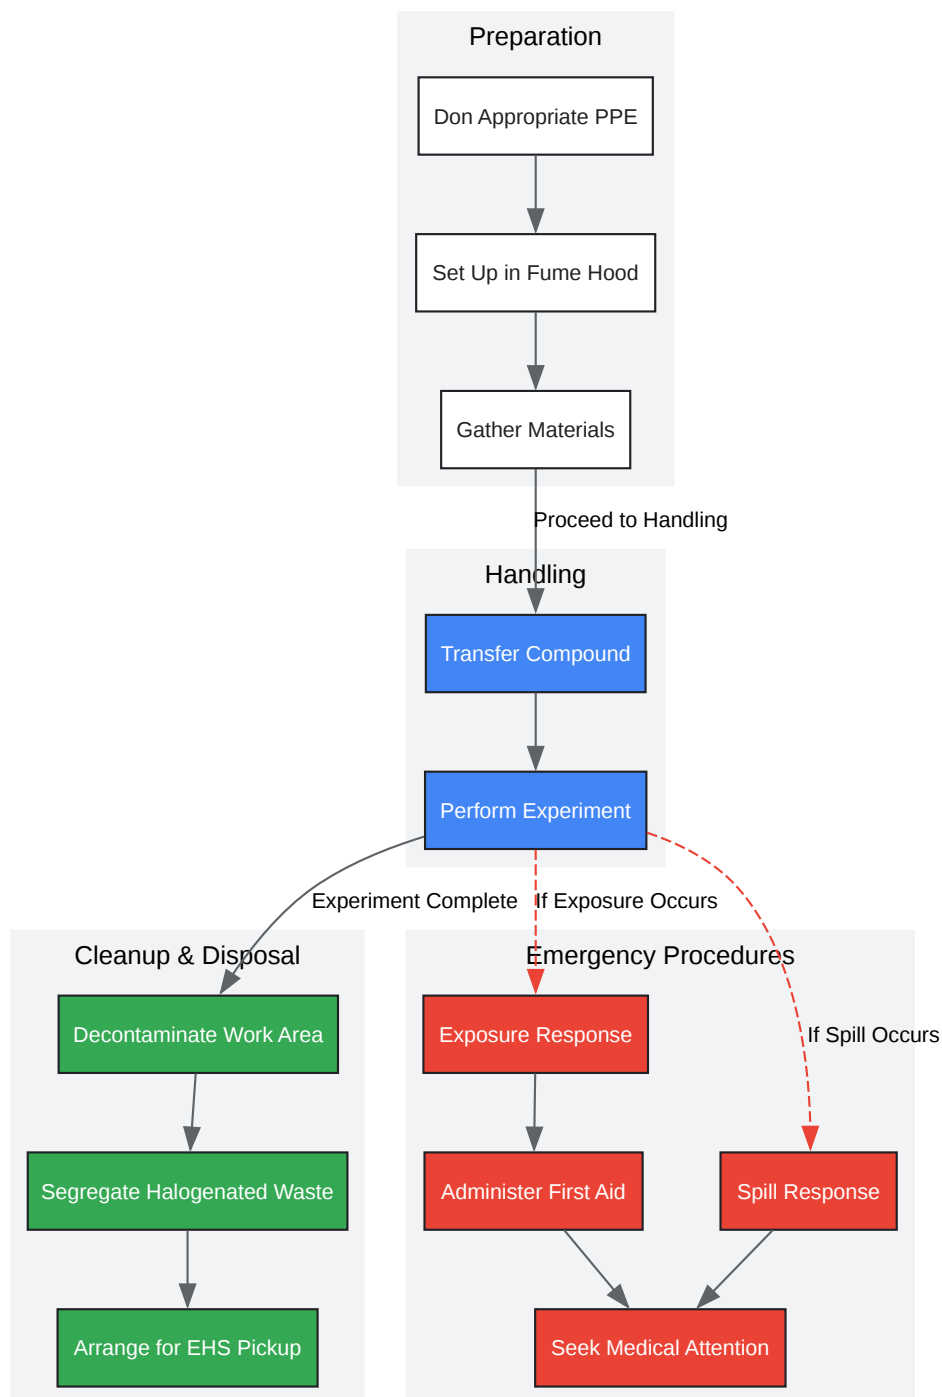 Preparation
Don Appropriate PPE
Set Up in Fume Hood
Gather Materials
Proceed to Handling
Handling
Transfer Compound
Perform Experiment
Experiment Complete
If Exposure Occurs
Cleanup & Disposal
Emergency Procedures
Decontaminate Work Area
Exposure Response
If Spill Occurs
Segregate Halogenated Waste
Administer First Aid
Spill Response
Arrange for EHS Pickup
Seek Medical Attention